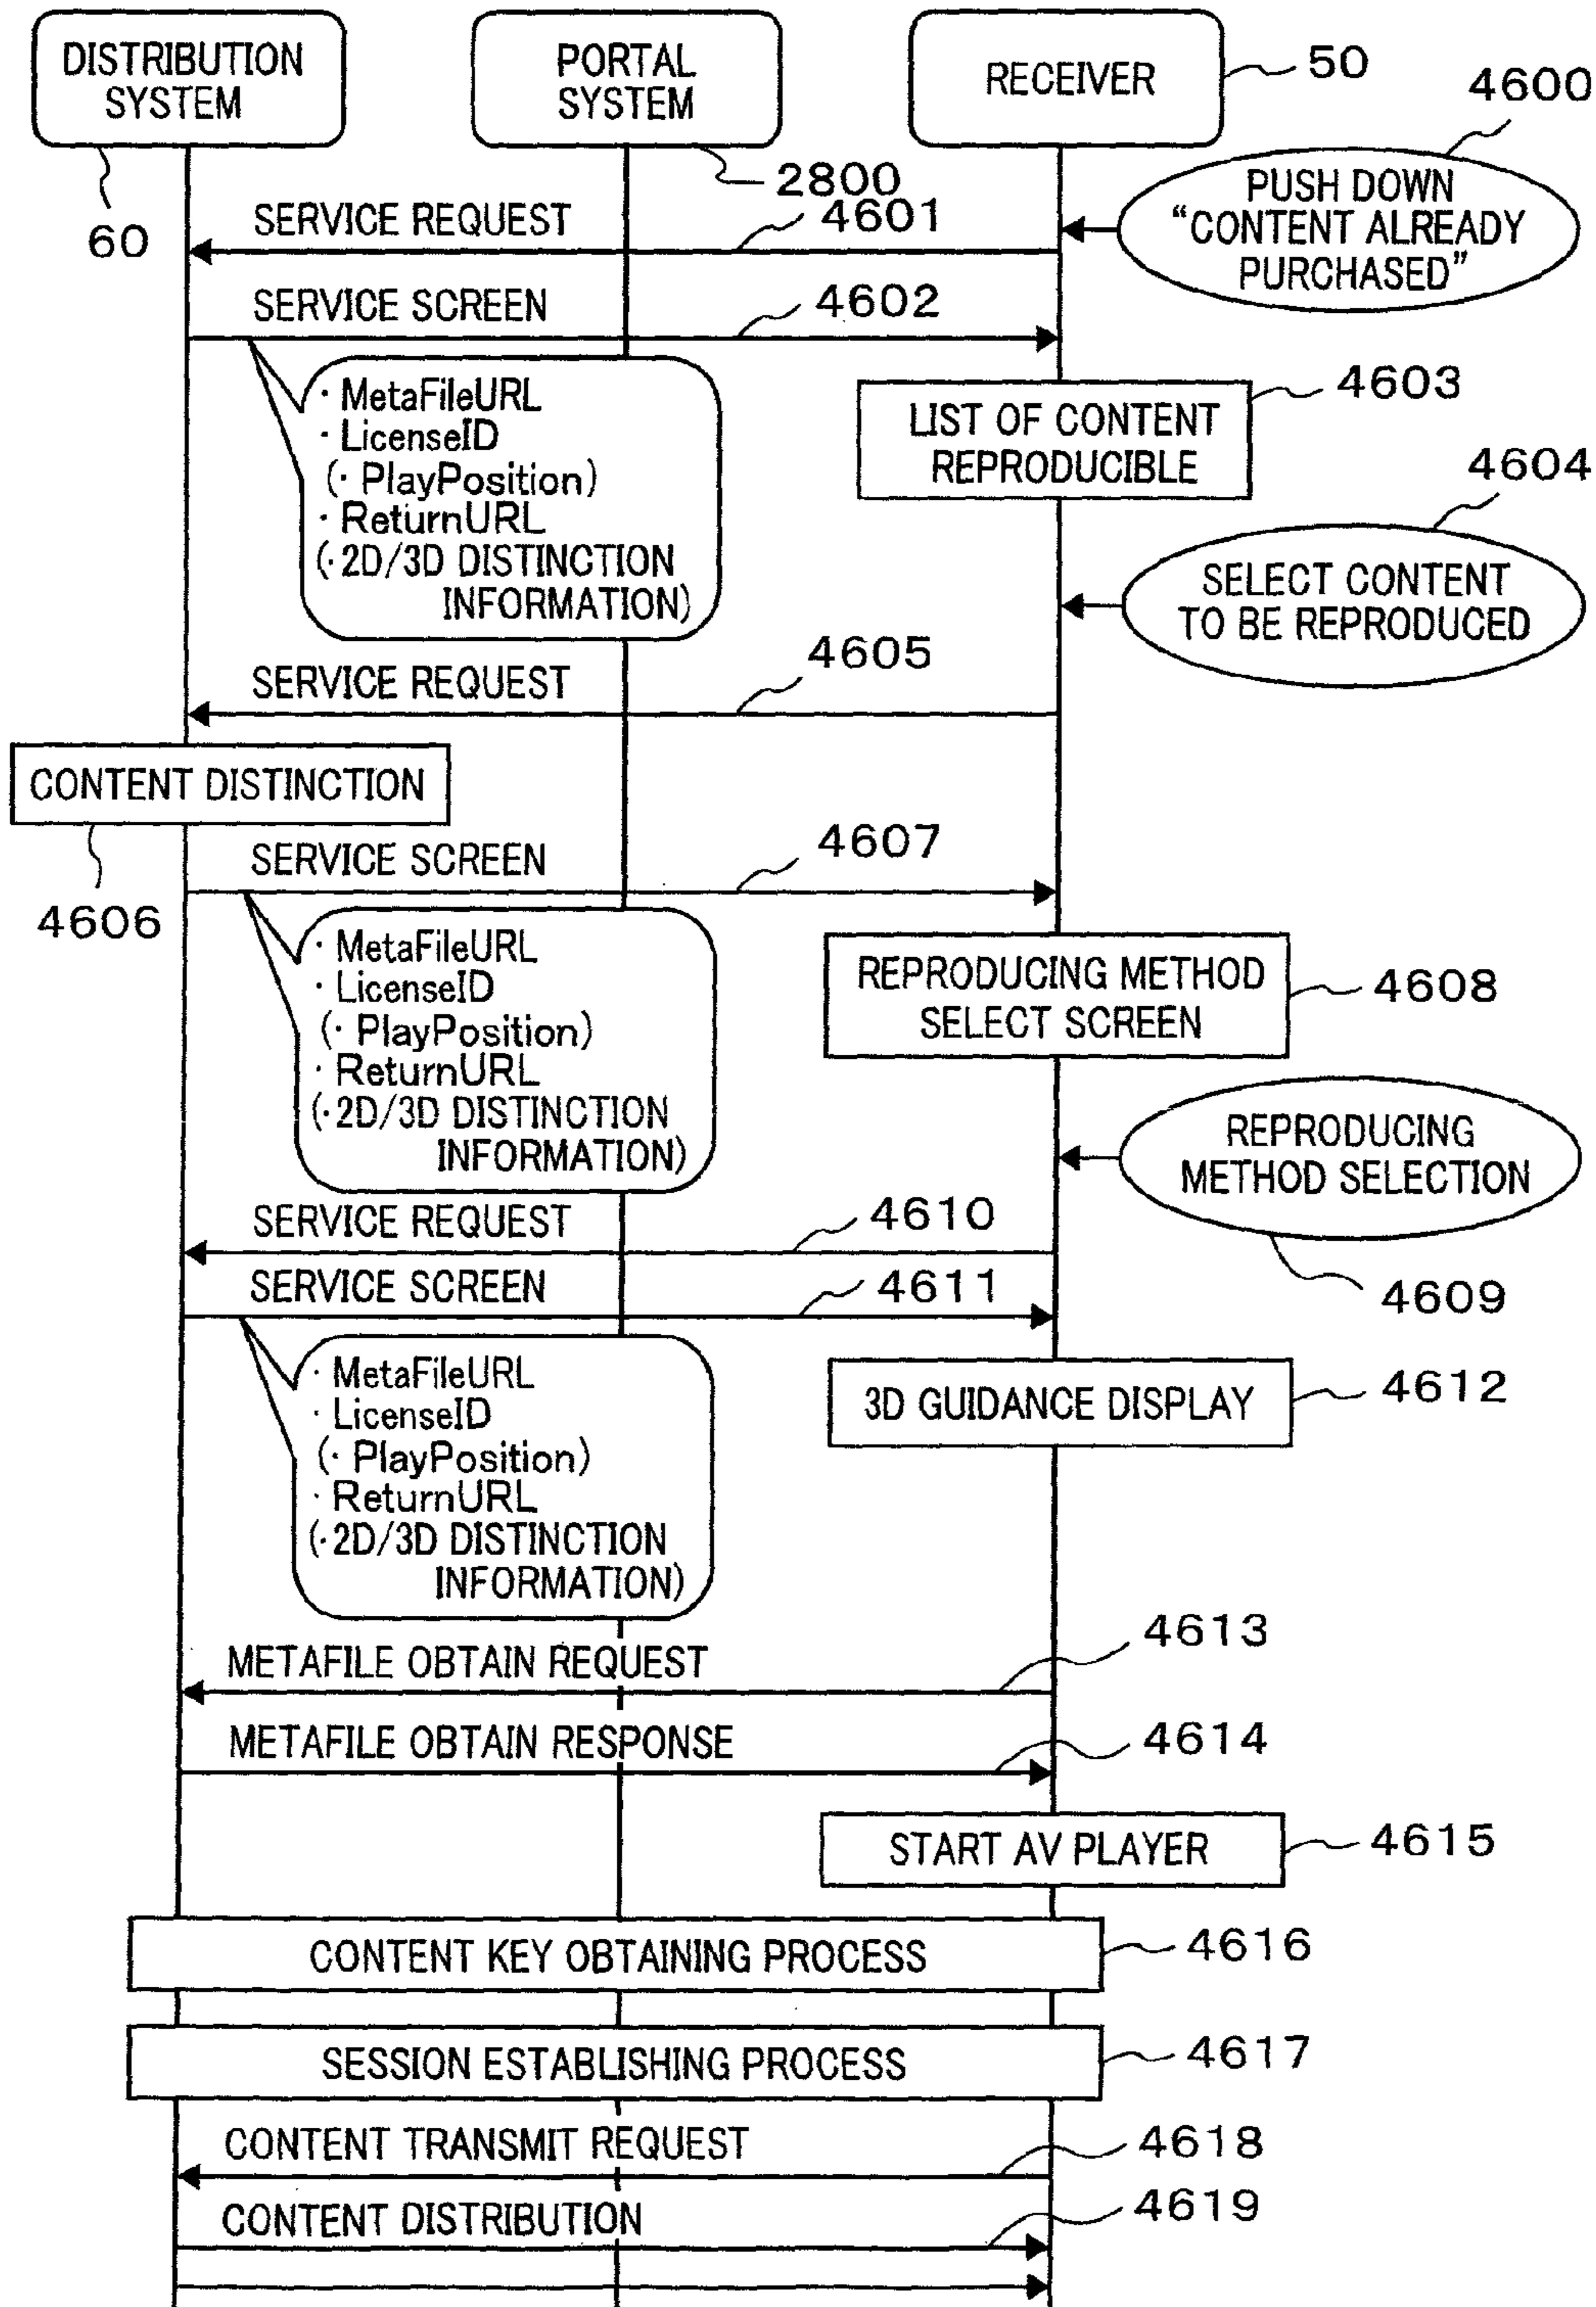 DISTRIBUTION
SYSTEM
PORTAL
SYSTEM
RECEIVER
50
4600
60
2800
PUSH DOWN
“CONTENT ALREADY
PURCHASED”
SERVICE REQUEST
4601
SERVICE SCREEN
4602
· MetaFileURL
· LicenseID
(· PlayPosition)
· ReturnURL
(·2D/3D DISTINCTION
INFORMATION)
LIST OF CONTENT
REPRODUCIBLE
4603
4604
SELECT CONTENT
TO BE REPRODUCED
SERVICE REQUEST
4605
CONTENT DISTINCTION
4606
SERVICE SCREEN
4607
· MetaFileURL
· LicenseID
(· PlayPosition)
· ReturnURL
(·2D/3D DISTINCTION
INFORMATION)
REPRODUCING METHOD
SELECT SCREEN
4608
REPRODUCING
METHOD SELECTION
4609
SERVICE REQUEST
4610
SERVICE SCREEN
4611
· MetaFileURL
· LicenseID
(· PlayPosition)
· ReturnURL
(·2D/3D DISTINCTION
INFORMATION)
3D GUIDANCE DISPLAY
4612
METAFILE OBTAIN REQUEST
4613
METAFILE OBTAIN RESPONSE
4614
START AV PLAYER
4615
CONTENT KEY OBTAINING PROCESS
4616
SESSION ESTABLISHING PROCESS
4617
CONTENT TRANSMIT REQUEST
4618
CONTENT DISTRIBUTION
4619